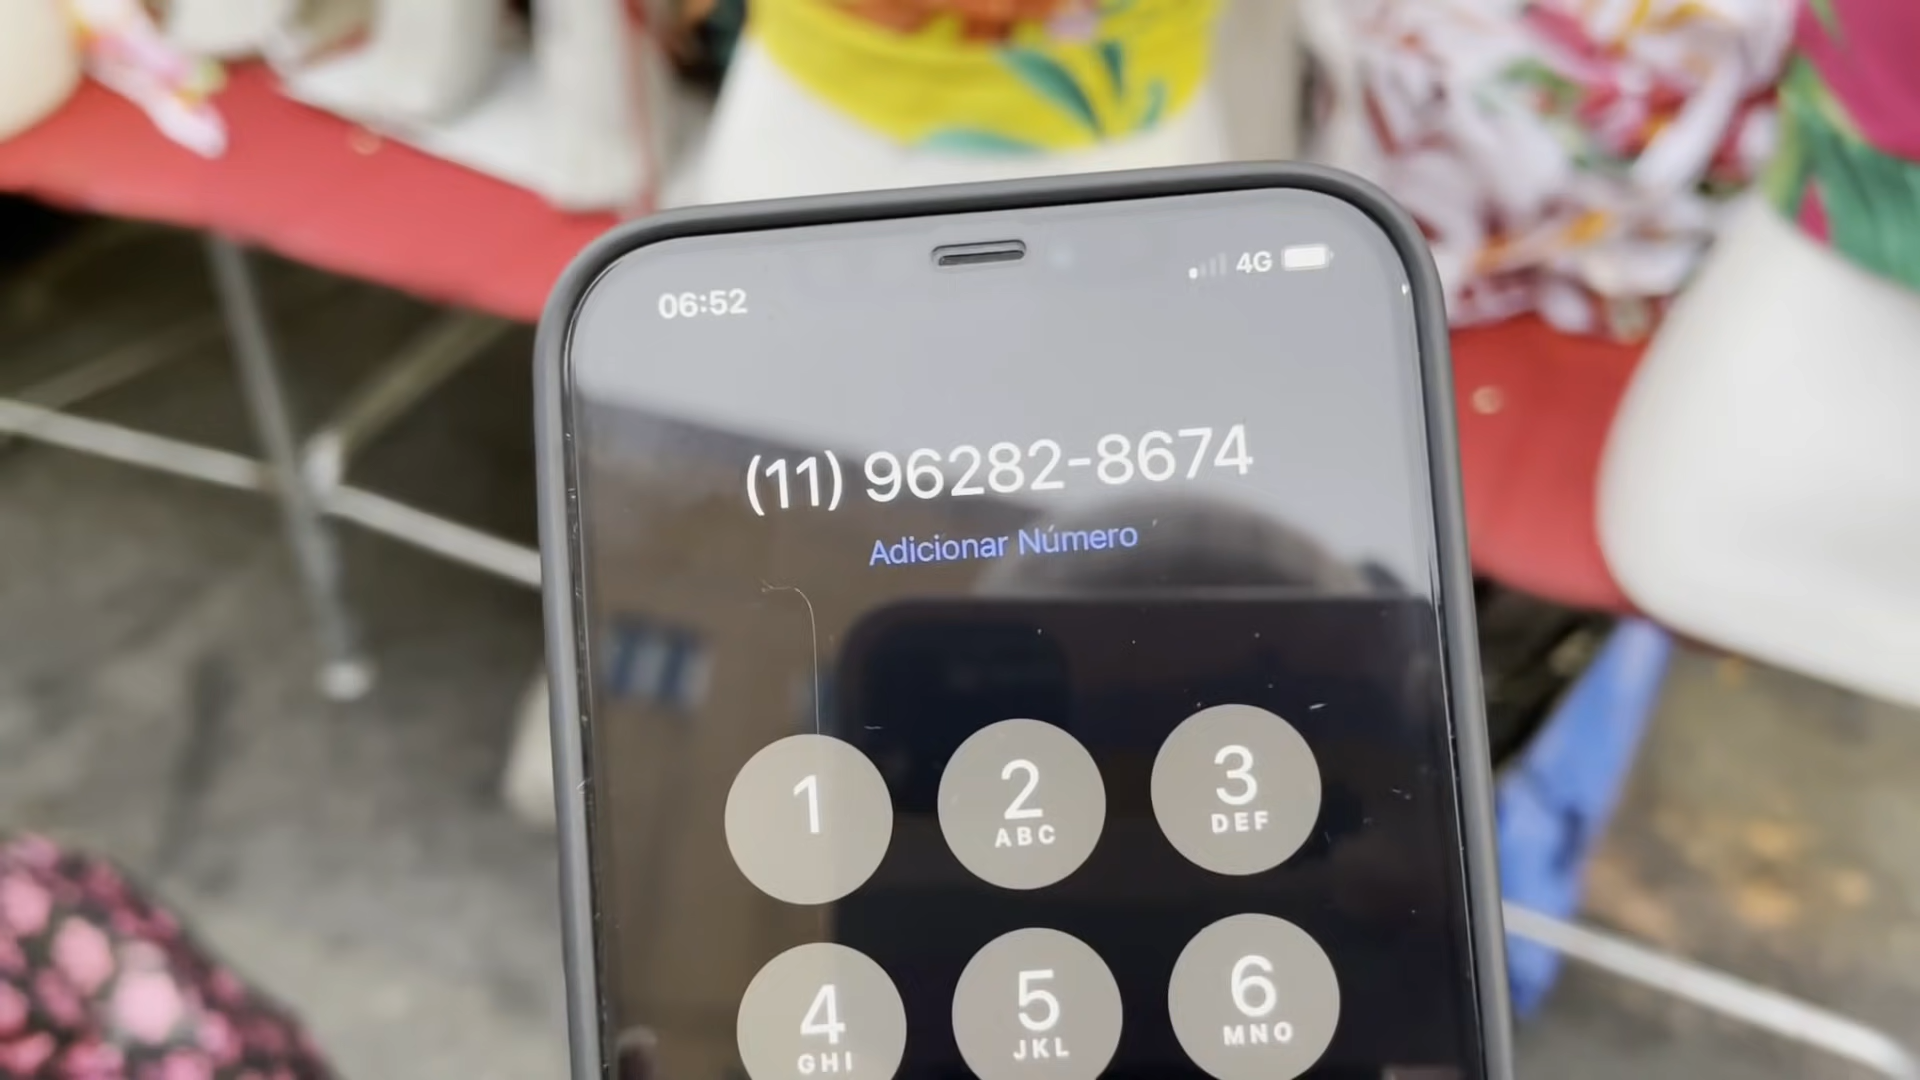 06:52 4G
(11) 96282-8674
Adicionar Número
1 2 3
ABC DEF
4 5 6
GHI JKL MNO